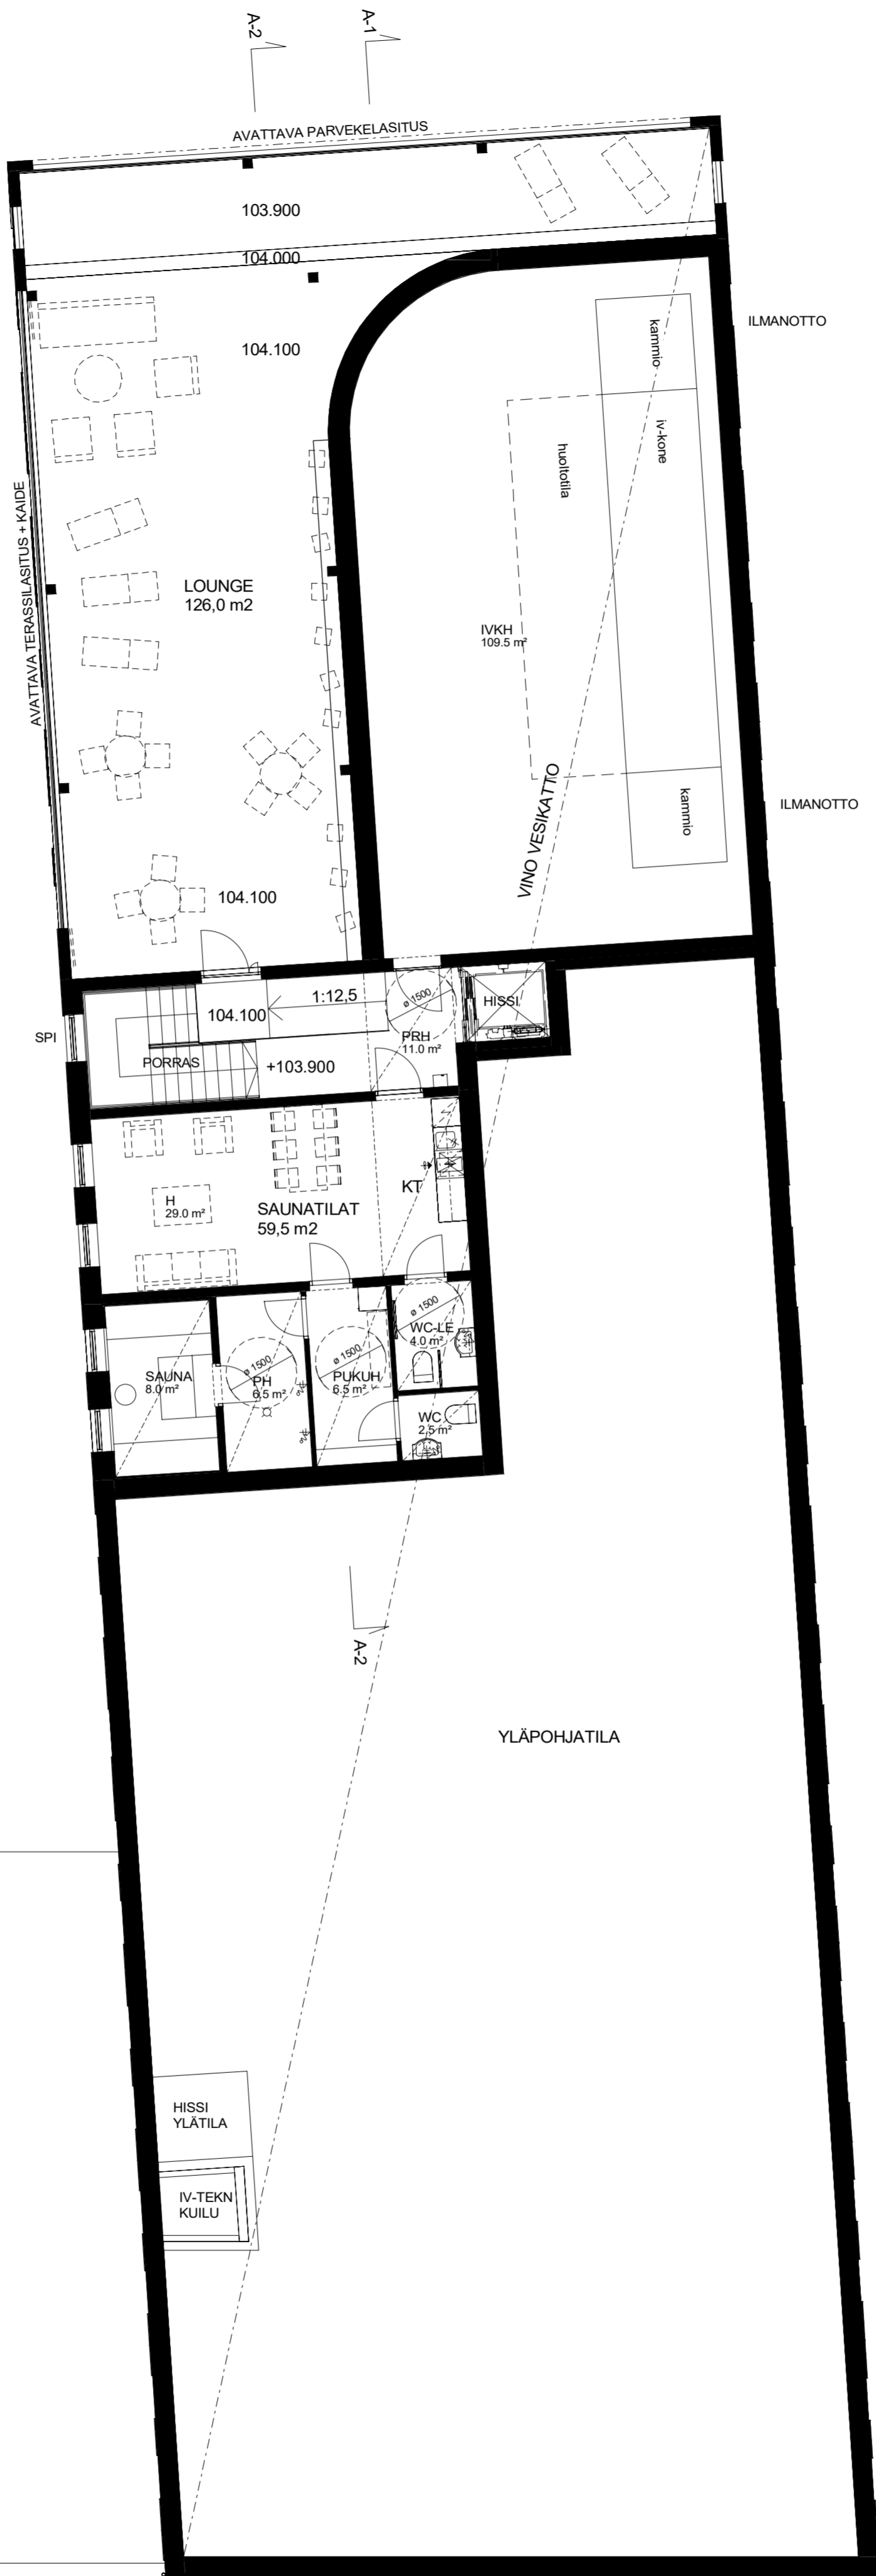 A-2
A-1
AVATTAVA PARVEKELASITUS
103.900
104.000
104.100
ILMANOTTO
kammio
iv-kone
huoltotila
AVATTAVA TERASSILASITUS + KAIDE
LOUNGE
126,0 m2
IVKH
109.5 m²
VINO VESIKATTO
kammio
ILMANOTTO
104.100
SPI
104.100
1:12,5
ø 1500
HISSI
PRH
11.0 m²
PORRAS
+103.900
H
29.0 m²
SAUNATILAT
59,5 m2
KT
ø 1500
WC-LE
4.0 m²
SAUNA
8.0 m²
ø 1500
PH
6.5 m²
ø 1500
PUKUH
6.5 m²
WC
2.5 m²
A-2
YLÄPOHJATILA
HISSI
YLÄTILA
IV-TEKN
KUILU